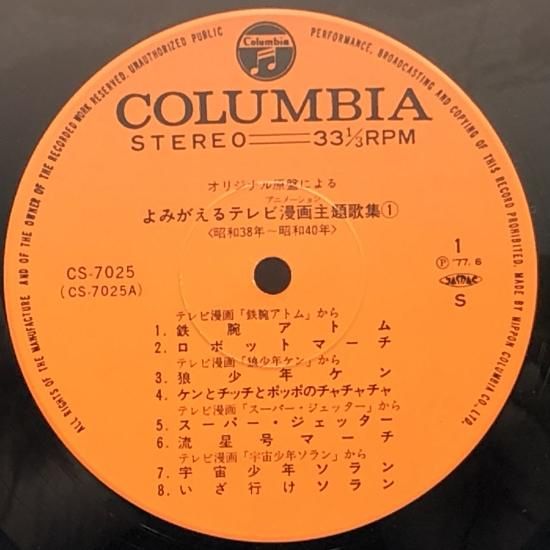 ALL RIGHTS OF THE MANUFACTURE AND OF THE OWNER OF THE RECORDED WORK RESERVED. UNAUTHORIZED PUBLIC PERFORMANCE, BROADCASTING AND COPYING OF THIS RECORD PROHIBITED. MADE BY NIPPON COLUMBIA CO., LTD.
Columbia
COLUMBIA
STEREO 33 1/3 RPM
オリジナル原盤による
アニメーション
よみがえるテレビ漫画主題歌集①
<昭和38年~昭和40年>
CS-7025
(CS-7025A)
1
Ⓟ '77.6
JASRAC
S
テレビ漫画「鉄腕アトム」から
1. 鉄腕アトム
2. ロボットマーチ
テレビ漫画「狼少年ケン」から
3. 狼少年ケン
4. ケンとチッチとポッポのチャチャチャ
テレビ漫画「スーパー・ジェッター」から
5. スーパー・ジェッター
6. 流星号マーチ
テレビ漫画「宇宙少年ソラン」から
7. 宇宙少年ソラン
8. いざ行けソラン